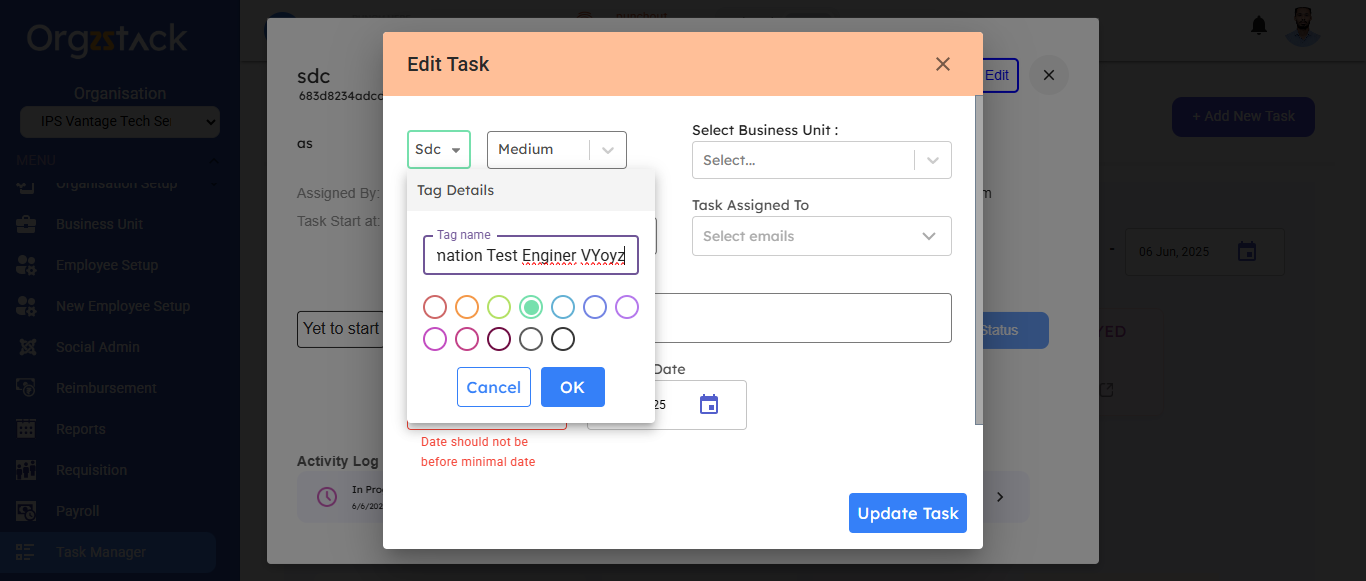 Org2Stack
Organisation
IPS Vantage Tech Se
MENU
Organisation Setup
Business Unit
Employee Setup
New Employee Setup
Social Admin
Reimbursement
Reports
Requisition
Payroll
Task Manager
sdc
683d8234adcc
as
Assigned By:
Task Start at:
Yet to start
Activity Log
In Pro
6/6/202
Edit
+ Add New Task
06 Jun, 2025
Status
Edit Task
Sdc
Medium
Select Business Unit :
Select...
Tag Details
Task Assigned To
Select emails
Tag name
nation Test Enginer VYoyz
Cancel
OK
Date
25
Date should not be
before minimal date
Update Task